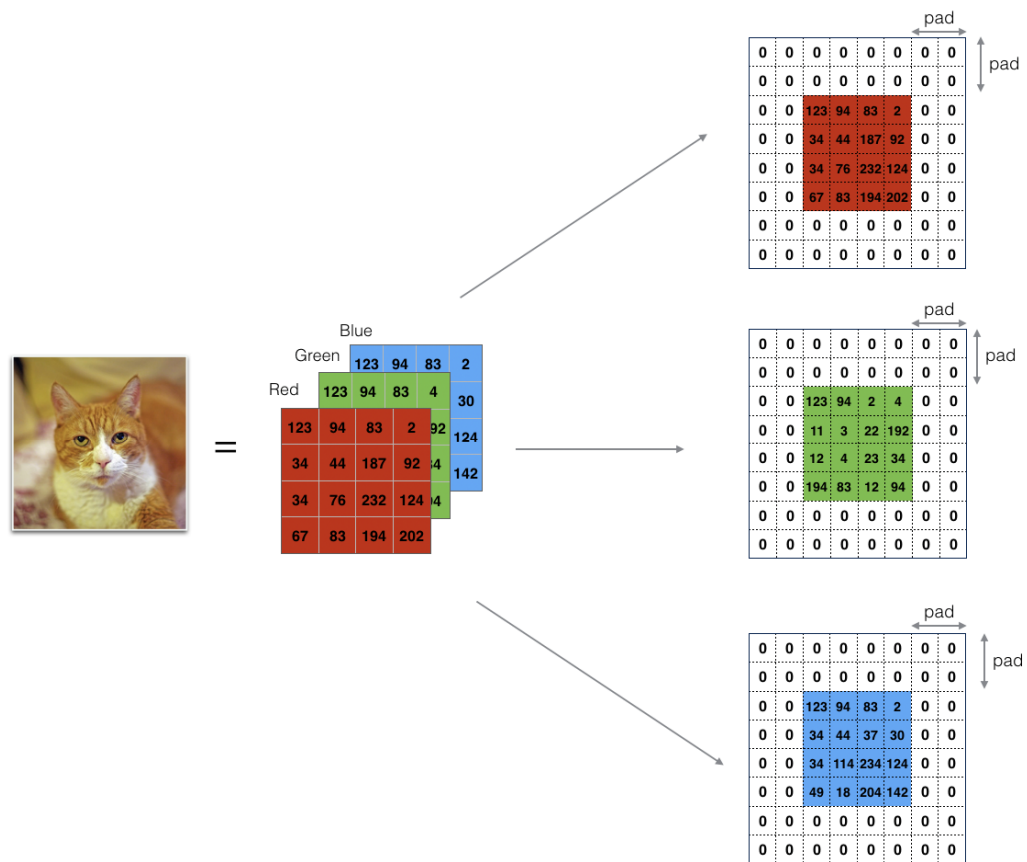 pad
0 0 0 0 0 0 0 0
pad
0 0 0 0 0 0 0 0
0 0 123 94 83 2 0 0
0 0 34 44 187 92 0 0
0 0 34 76 232 124 0 0
0 0 67 83 194 202 0 0
0 0 0 0 0 0 0 0
0 0 0 0 0 0 0 0
Blue
123 94 83 2
30
124
142
Green
123 94 83 4
92
34
94
Red
123 94 83 2
34 44 187 92
34 76 232 124
67 83 194 202
=
pad
0 0 0 0 0 0 0 0
pad
0 0 0 0 0 0 0 0
0 0 123 94 2 4 0 0
0 0 11 3 22 192 0 0
0 0 12 4 23 34 0 0
0 0 194 83 12 94 0 0
0 0 0 0 0 0 0 0
0 0 0 0 0 0 0 0
pad
0 0 0 0 0 0 0 0
pad
0 0 0 0 0 0 0 0
0 0 123 94 83 2 0 0
0 0 34 44 37 30 0 0
0 0 34 114 234 124 0 0
0 0 49 18 204 142 0 0
0 0 0 0 0 0 0 0
0 0 0 0 0 0 0 0